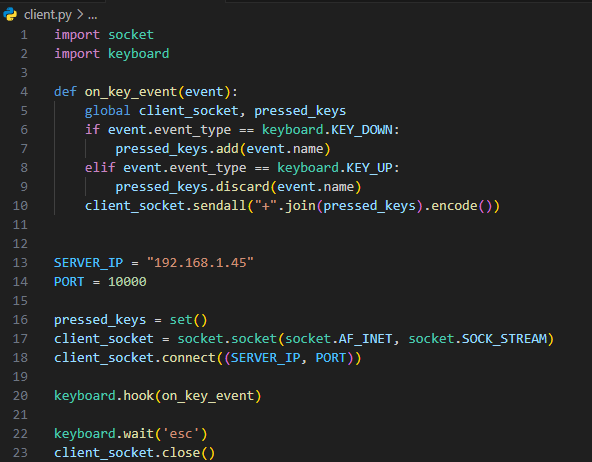 client.py > ...
1 import socket
2 import keyboard
3
4 def on_key_event(event):
5     global client_socket, pressed_keys
6     if event.event_type == keyboard.KEY_DOWN:
7         pressed_keys.add(event.name)
8     elif event.event_type == keyboard.KEY_UP:
9         pressed_keys.discard(event.name)
10     client_socket.sendall("+".join(pressed_keys).encode())
11
12
13 SERVER_IP = "192.168.1.45"
14 PORT = 10000
15
16 pressed_keys = set()
17 client_socket = socket.socket(socket.AF_INET, socket.SOCK_STREAM)
18 client_socket.connect((SERVER_IP, PORT))
19
20 keyboard.hook(on_key_event)
21
22 keyboard.wait('esc')
23 client_socket.close()